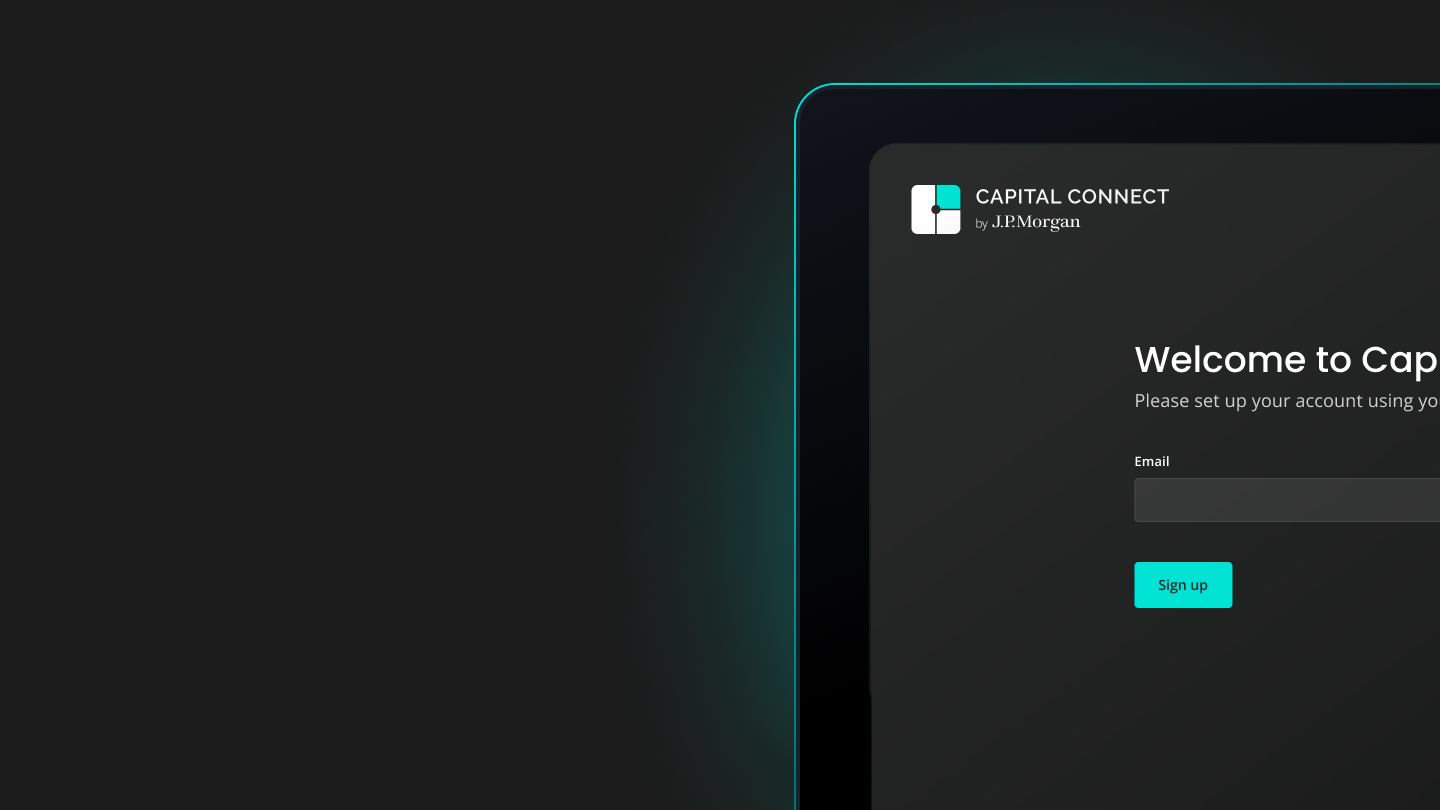 CAPITAL CONNECT
by J.P.Morgan
Welcome to Cap
Please set up your account using yo
Email
Sign up